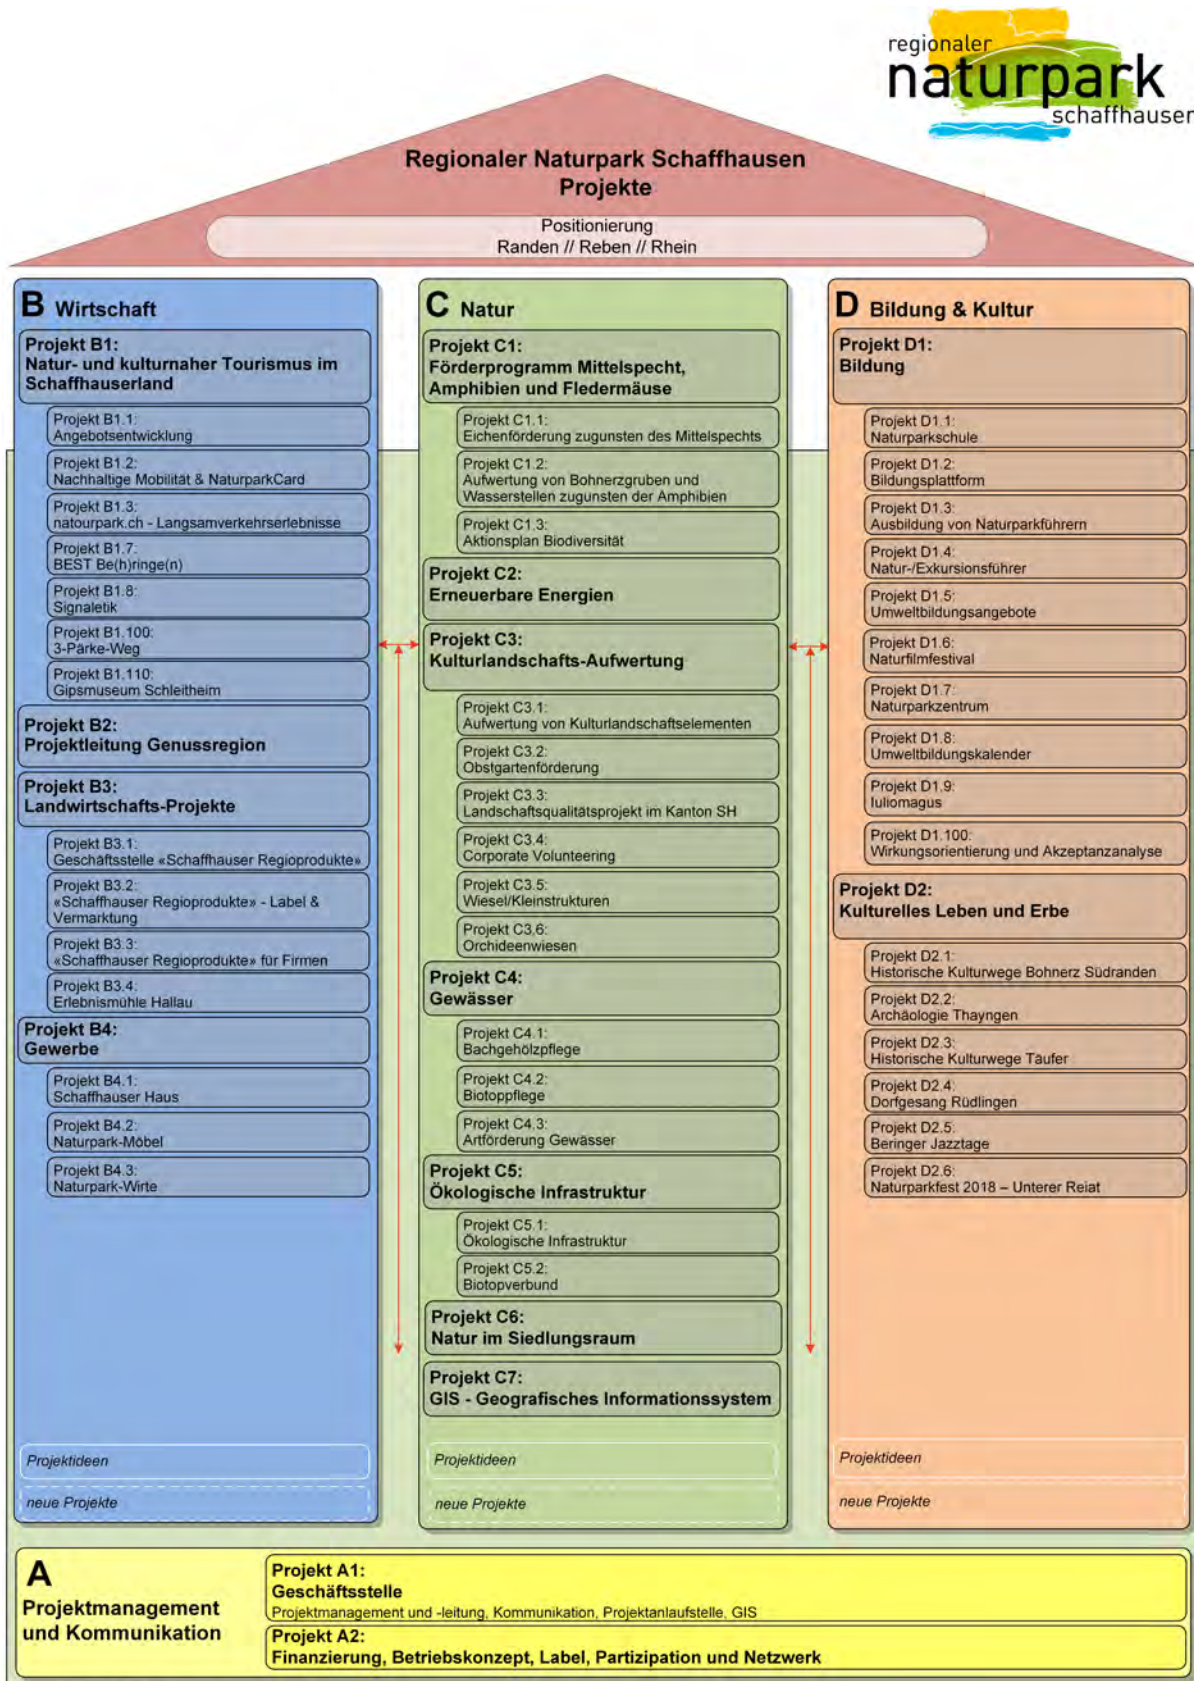 regionaler
naturpark
schaffhausen
Regionaler Naturpark Schaffhausen
Projekte
Positionierung
Randen // Reben // Rhein
B Wirtschaft
Projekt B1:
Natur- und kulturnaher Tourismus im
Schaffhauserland
Projekt B1.1:
Angebotsentwicklung
Projekt B1.2:
Nachhaltige Mobilität & NaturparkCard
Projekt B1.3:
natourpark.ch - Langsamverkehrserlebnisse
Projekt B1.7:
BEST Be(h)ringe(n)
Projekt B1.8:
Signaletik
Projekt B1.100:
3-Pärke-Weg
Projekt B1.110:
Gipsmuseum Schleitheim
Projekt B2:
Projektleitung Genussregion
Projekt B3:
Landwirtschafts-Projekte
Projekt B3.1:
Geschäftsstelle «Schaffhauser Regioprodukte»
Projekt B3.2:
«Schaffhauser Regioprodukte» - Label &
Vermarktung
Projekt B3.3:
«Schaffhauser Regioprodukte» für Firmen
Projekt B3.4:
Erlebnismühle Hallau
Projekt B4:
Gewerbe
Projekt B4.1:
Schaffhauser Haus
Projekt B4.2:
Naturpark-Möbel
Projekt B4.3:
Naturpark-Wirte
Projektideen
neue Projekte
C Natur
Projekt C1:
Förderprogramm Mittelspecht,
Amphibien und Fledermäuse
Projekt C1.1:
Eichenförderung zugunsten des Mittelspechts
Projekt C1.2:
Aufwertung von Bohnerzgruben und
Wasserstellen zugunsten der Amphibien
Projekt C1.3:
Aktionsplan Biodiversität
Projekt C2:
Erneuerbare Energien
Projekt C3:
Kulturlandschafts-Aufwertung
Projekt C3.1:
Aufwertung von Kulturlandschaftselementen
Projekt C3.2:
Obstgartenförderung
Projekt C3.3:
Landschaftsqualitätsprojekt im Kanton SH
Projekt C3.4:
Corporate Volunteering
Projekt C3.5:
Wiesel/Kleinstrukturen
Projekt C3.6:
Orchideenwiesen
Projekt C4:
Gewässer
Projekt C4.1:
Bachgehölzpflege
Projekt C4.2:
Biotoppflege
Projekt C4.3:
Artförderung Gewässer
Projekt C5:
Ökologische Infrastruktur
Projekt C5.1:
Ökologische Infrastruktur
Projekt C5.2:
Biotopverbund
Projekt C6:
Natur im Siedlungsraum
Projekt C7:
GIS - Geografisches Informationssystem
Projektideen
neue Projekte
D Bildung & Kultur
Projekt D1:
Bildung
Projekt D1.1:
Naturparkschule
Projekt D1.2:
Bildungsplattform
Projekt D1.3:
Ausbildung von Naturparkführern
Projekt D1.4:
Natur-/Exkursionsführer
Projekt D1.5:
Umweltbildungsangebote
Projekt D1.6:
Naturfilmfestival
Projekt D1.7:
Naturparkzentrum
Projekt D1.8:
Umweltbildungskalender
Projekt D1.9:
Iuliomagus
Projekt D1.100:
Wirkungsorientierung und Akzeptanzanalyse
Projekt D2:
Kulturelles Leben und Erbe
Projekt D2.1:
Historische Kulturwege Bohnerz Südranden
Projekt D2.2:
Archäologie Thayngen
Projekt D2.3:
Historische Kulturwege Täufer
Projekt D2.4:
Dorfgesang Rüdlingen
Projekt D2.5:
Beringer Jazztage
Projekt D2.6:
Naturparkfest 2018 – Unterer Reiat
Projektideen
neue Projekte
A
Projektmanagement
und Kommunikation
Projekt A1:
Geschäftsstelle
Projektmanagement und -leitung, Kommunikation, Projektanlaufstelle, GIS
Projekt A2:
Finanzierung, Betriebskonzept, Label, Partizipation und Netzwerk